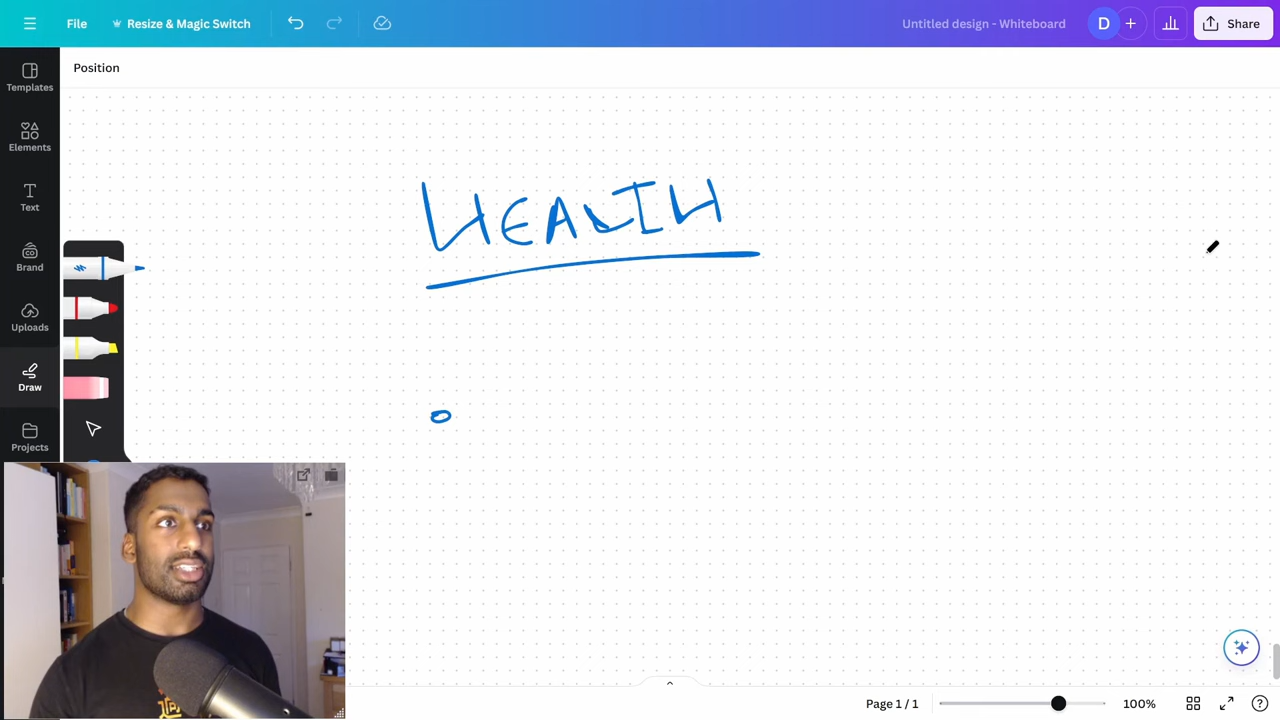 File
Resize & Magic Switch
Untitled design - Whiteboard
D
Share
Templates
Position
Elements
Text
Brand
Uploads
Draw
Projects
HEALTH
Page 1 / 1
100%